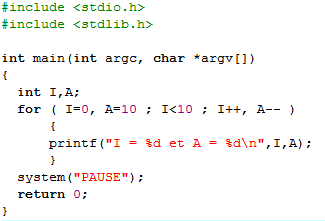 #include <stdio.h>
#include <stdlib.h>
int main(int argc, char *argv[])
{
int I,A;
for ( I=0, A=10 ; I<10 ; I++, A-- )
{
printf("I = %d et A = %d\n",I,A);
}
system("PAUSE");
return 0;
}